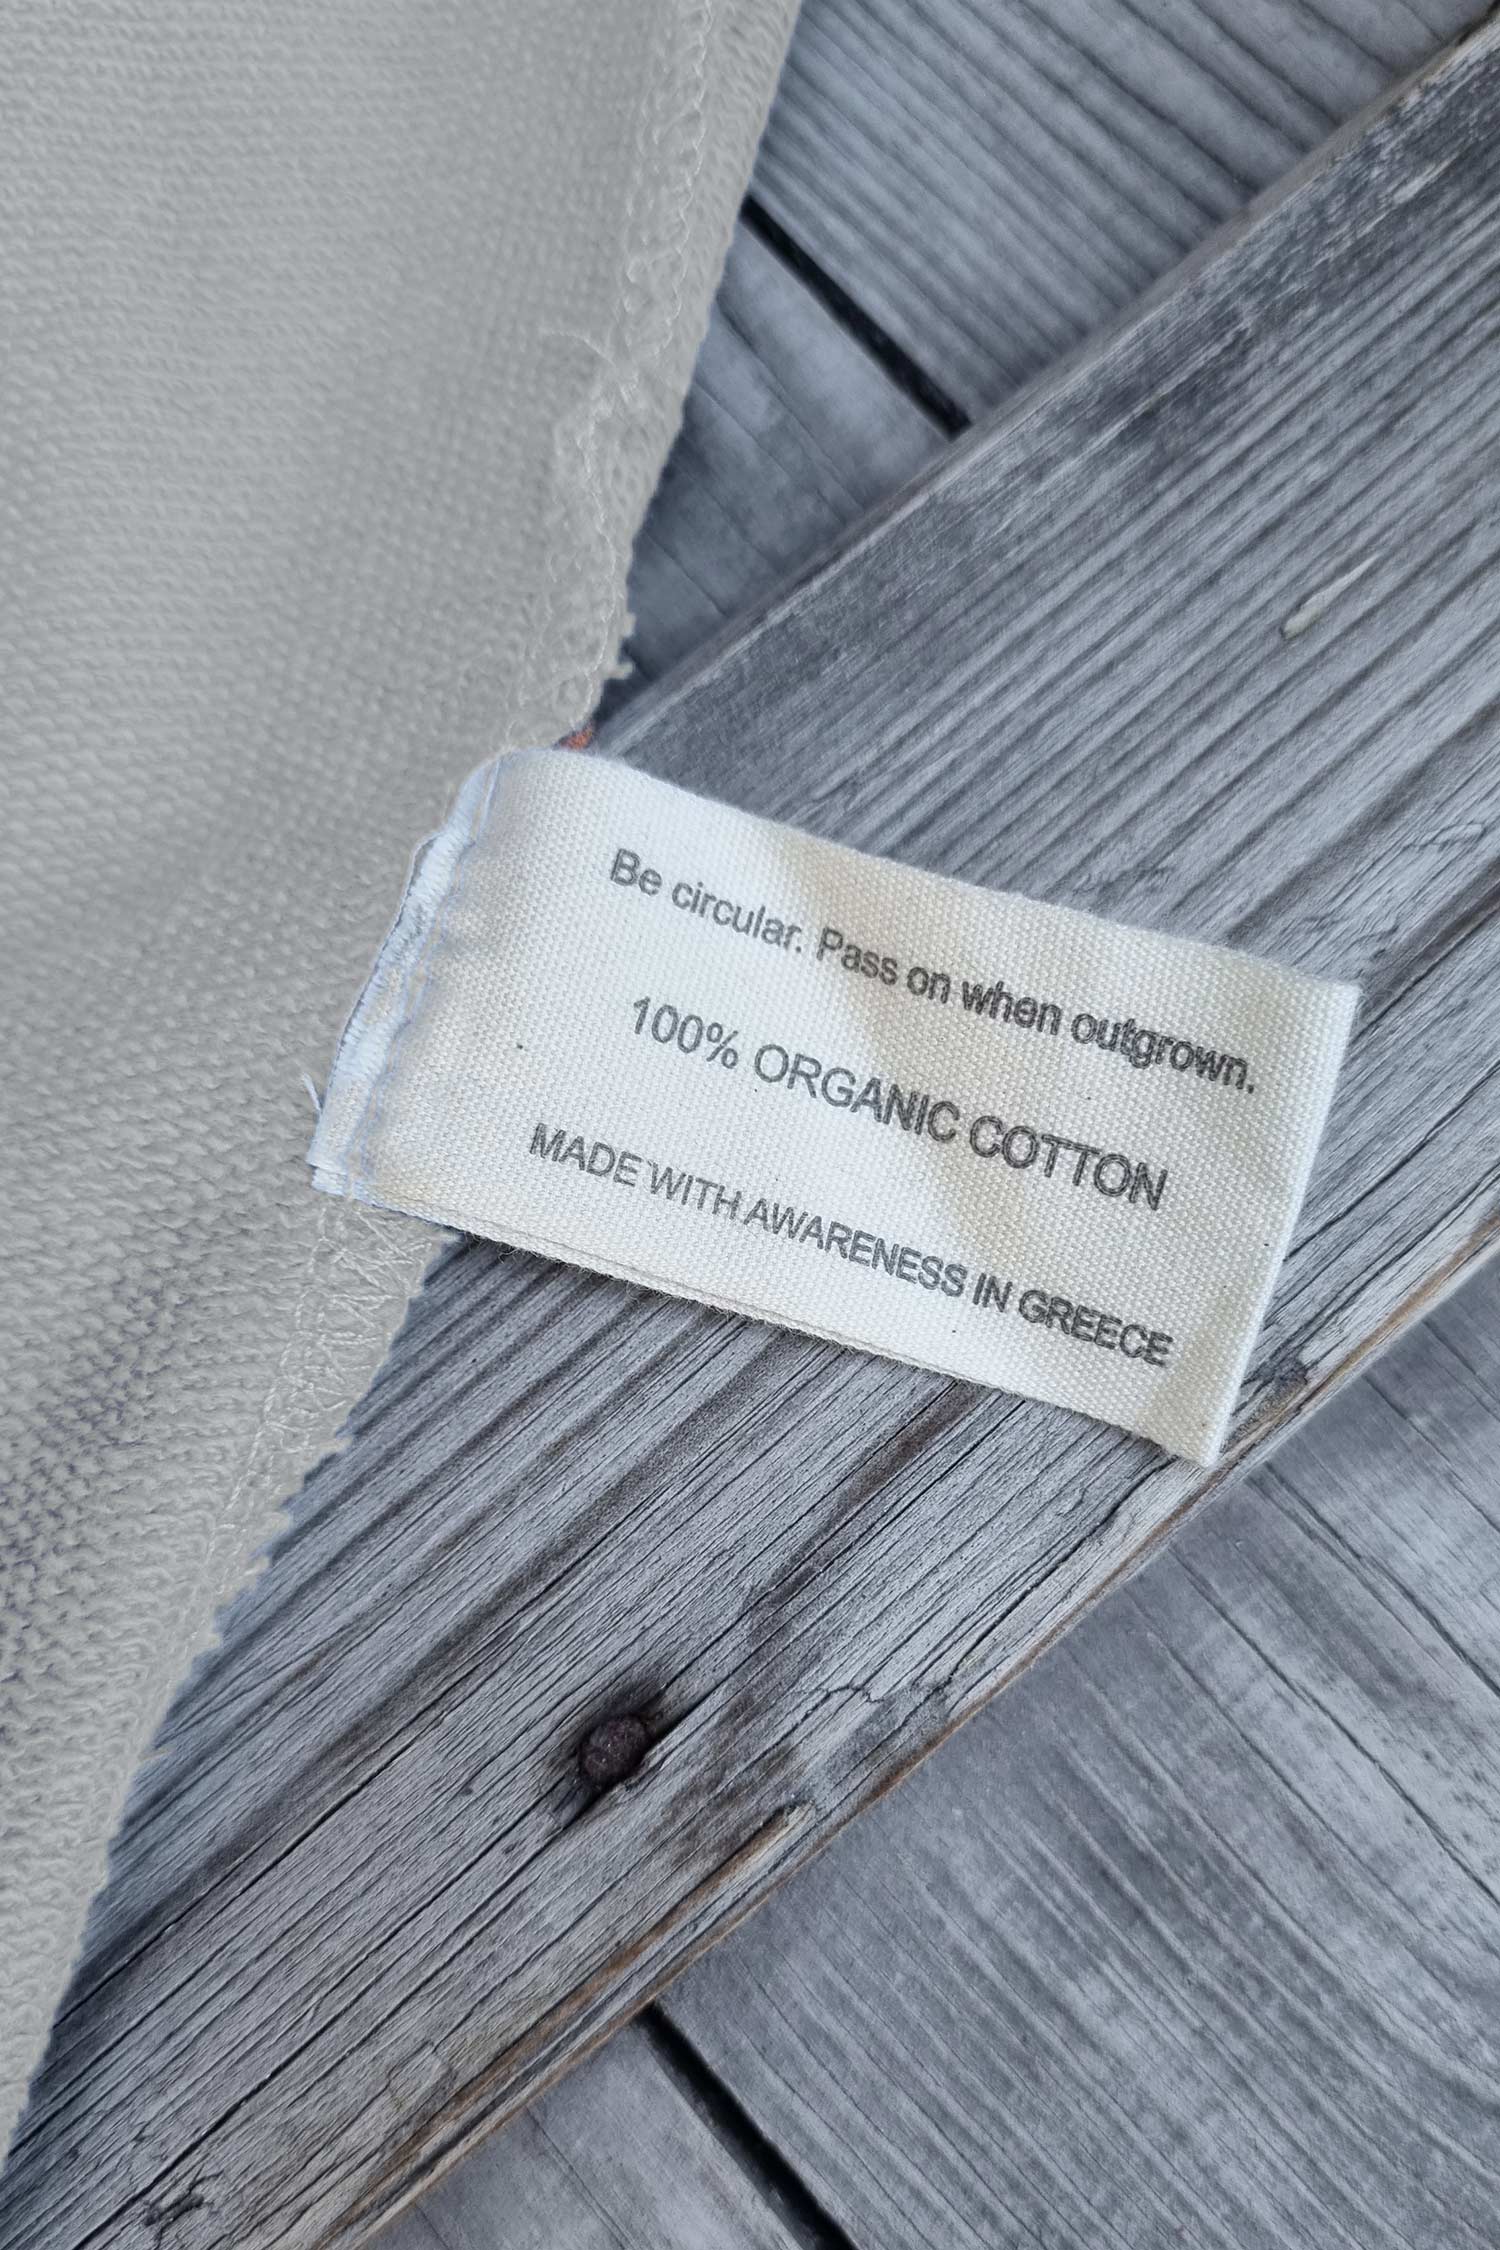 Be circular. Pass on when outgrown.
100% ORGANIC COTTON
MADE WITH AWARENESS IN GREECE